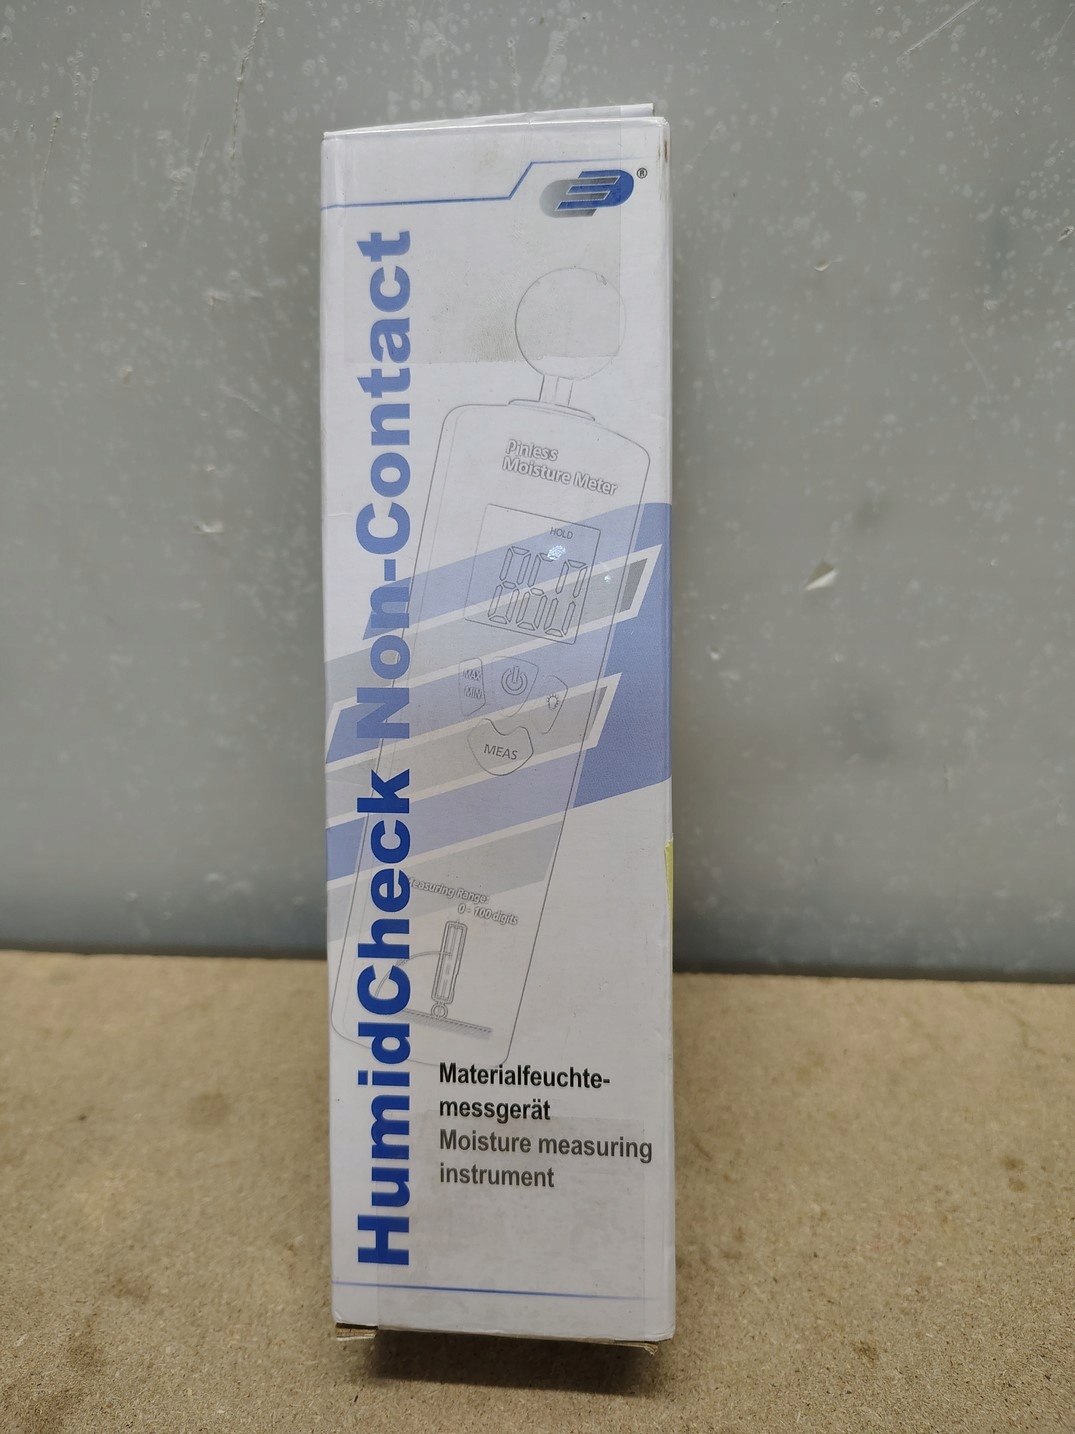 HumidCheck Non-Contact
®
Pinless
Moisture Meter
HOLD
MAX
MIN
MEAS
Measuring Range:
0 - 100 digits
Materialfeuchte-
messgerät
Moisture measuring
instrument